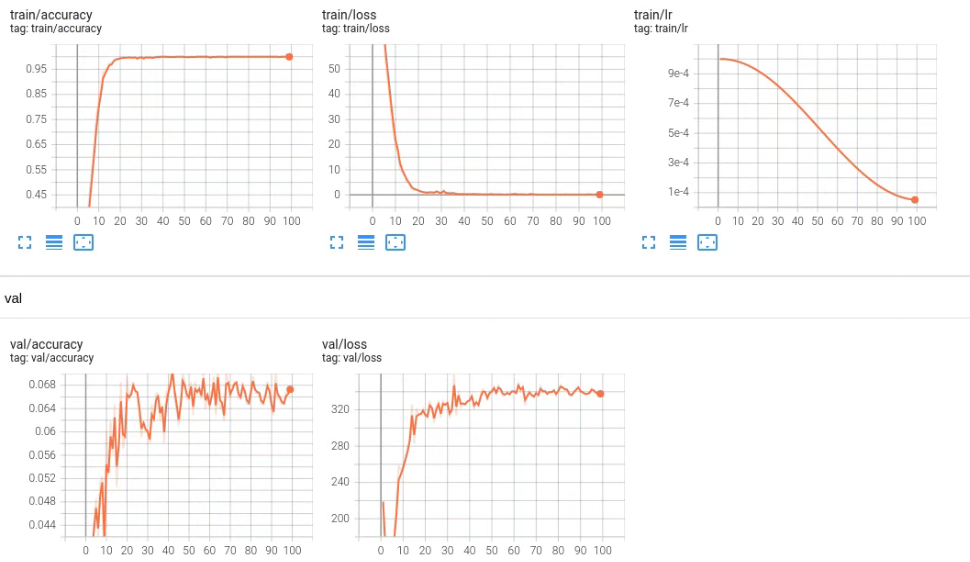 train/accuracy
tag: train/accuracy
0.95
0.85
0.75
0.65
0.55
0.45
0 10 20 30 40 50 60 70 80 90 100
train/loss
tag: train/loss
50
40
30
20
10
0
0 10 20 30 40 50 60 70 80 90 100
train/lr
tag: train/lr
9e-4
7e-4
5e-4
3e-4
1e-4
0 10 20 30 40 50 60 70 80 90 100
val
val/accuracy
tag: val/accuracy
0.068
0.064
0.06
0.056
0.052
0.048
0.044
0 10 20 30 40 50 60 70 80 90 100
val/loss
tag: val/loss
320
280
240
200
0 10 20 30 40 50 60 70 80 90 100